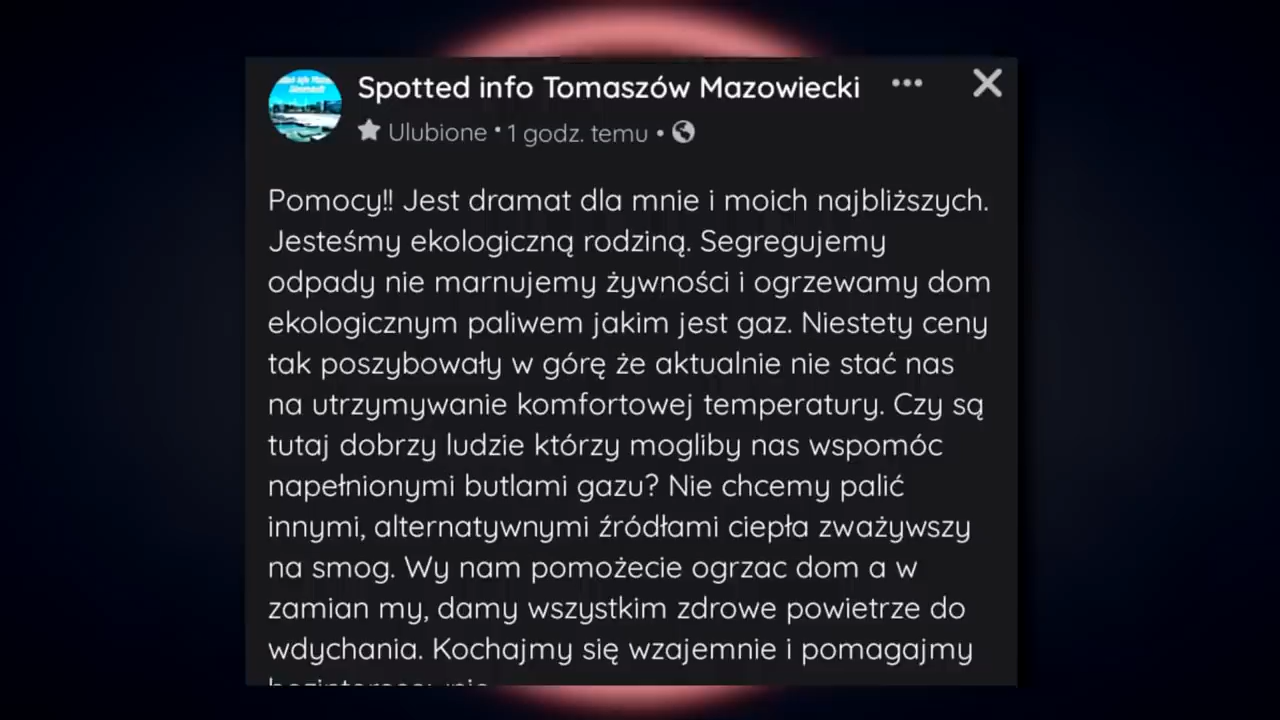 Spotted info Tomaszów Mazowiecki
Ulubione • 1 godz. temu •
Pomocy!! Jest dramat dla mnie i moich najbliższych.
Jesteśmy ekologiczną rodziną. Segregujemy
odpady nie marnujemy żywności i ogrzewamy dom
ekologicznym paliwem jakim jest gaz. Niestety ceny
tak poszybowały w górę że aktualnie nie stać nas
na utrzymywanie komfortowej temperatury. Czy są
tutaj dobrzy ludzie którzy mogliby nas wspomóc
napełnionymi butlami gazu? Nie chcemy palić
innymi, alternatywnymi źródłami ciepła zważywszy
na smog. Wy nam pomożecie ogrzac dom a w
zamian my, damy wszystkim zdrowe powietrze do
wdychania. Kochajmy się wzajemnie i pomagajmy